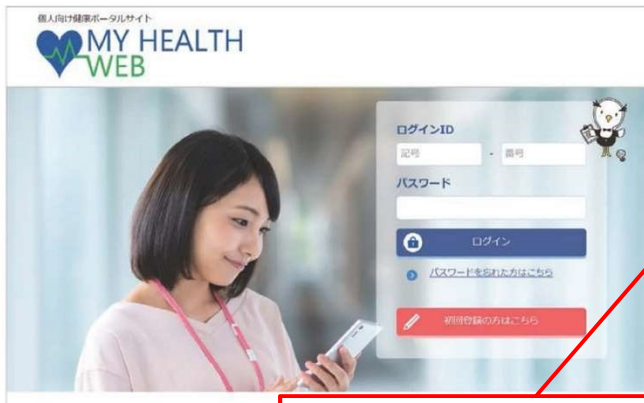 個人向け健康ポータルサイト
MY HEALTH
WEB
ログインID
記号 - 番号
パスワード
ログイン
パスワードを忘れた方はこちら
初回登録の方はこちら